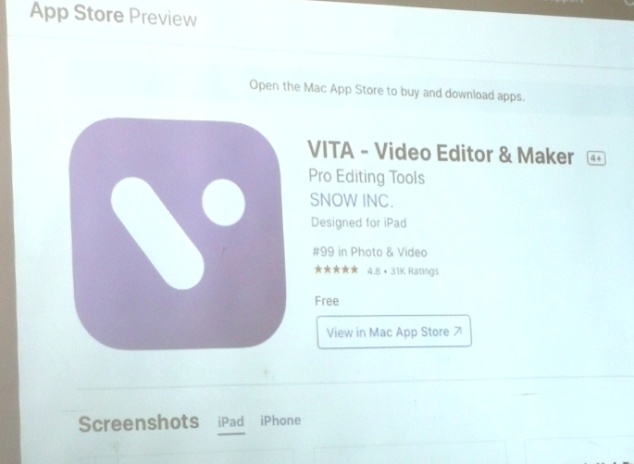 App Store Preview
Open the Mac App Store to buy and download apps.
VITA - Video Editor & Maker 4+
Pro Editing Tools
SNOW INC.
Designed for iPad
#99 in Photo & Video
★★★★★ 4.8 • 31K Ratings
Free
View in Mac App Store ↗
Screenshots iPad iPhone